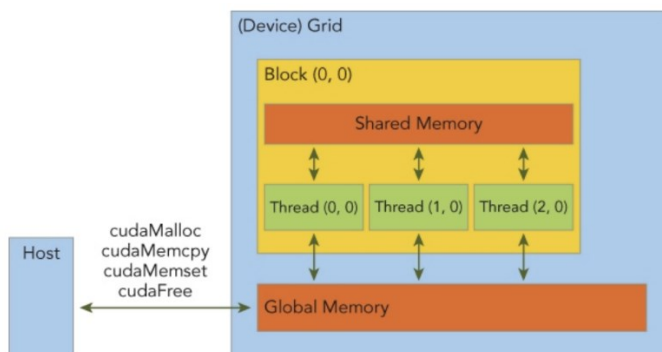 (Device) Grid
Block (0, 0)
Shared Memory
Thread (0, 0)
Thread (1, 0)
Thread (2, 0)
cudaMalloc
cudaMemcpy
cudaMemset
cudaFree
Host
Global Memory